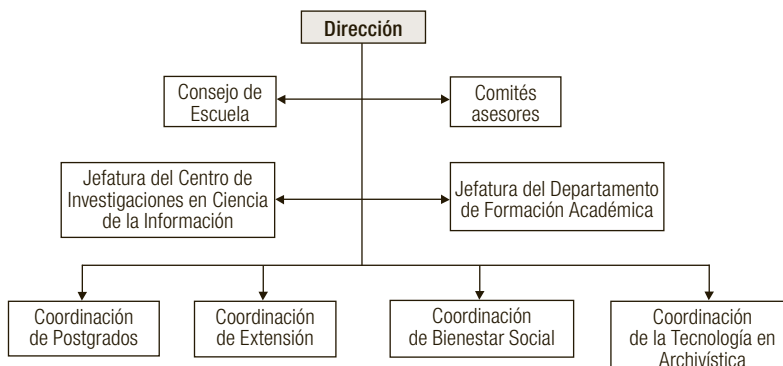 Dirección
Consejo de
Escuela
Comités
asesores
Jefatura del Centro de
Investigaciones en Ciencia
de la Información
Jefatura del Departamento
de Formación Académica
Coordinación
de Postgrados
Coordinación
de Extensión
Coordinación
de Bienestar Social
Coordinación
de la Tecnología en
Archivística